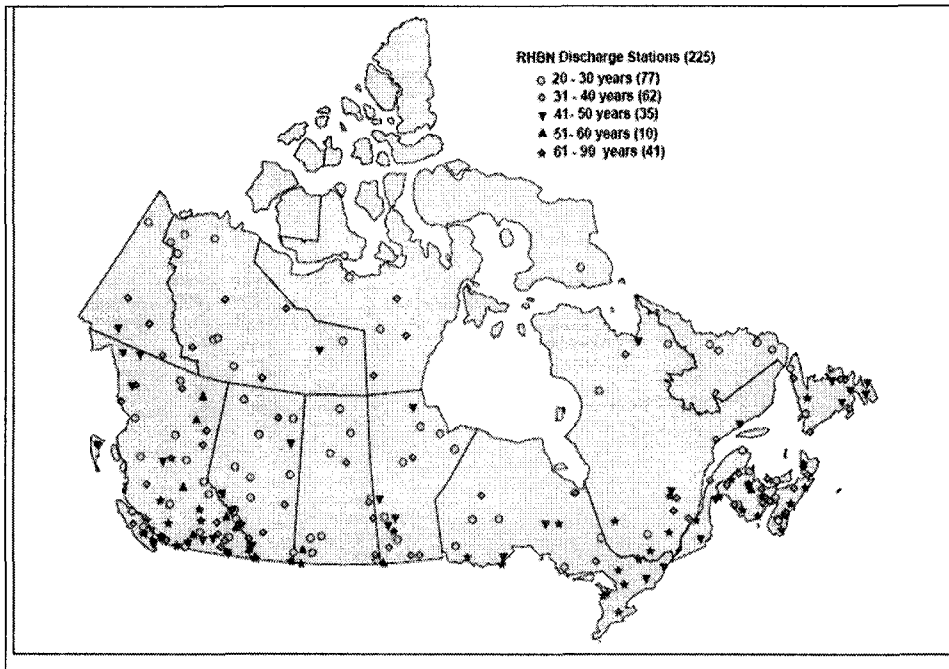 RHBN Discharge Stations (225)
20 - 30 years (77)
31 - 40 years (62)
41 - 50 years (35)
51 - 60 years (10)
61 - 90 years (41)